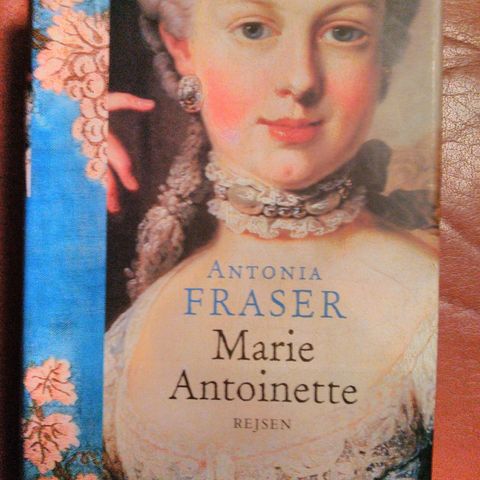 ANTONIA
FRASER
Marie
Antoinette
REJSEN